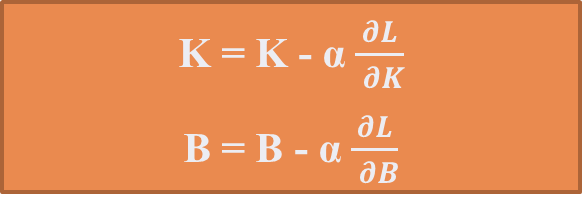 K = K - α ∂L/∂K
B = B - α ∂L/∂B